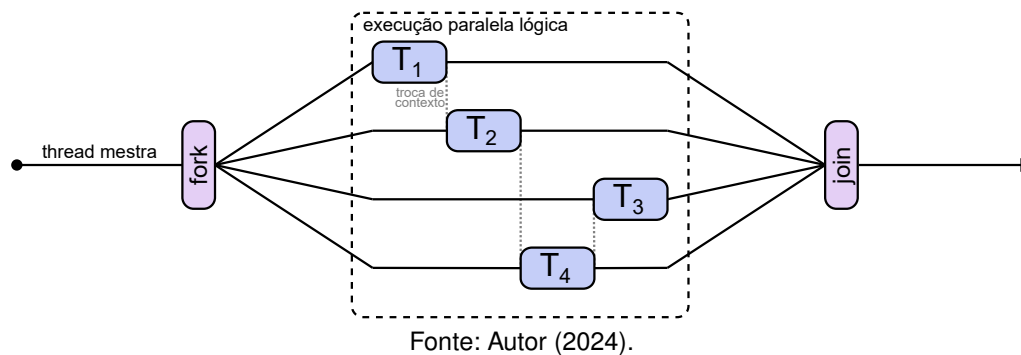 execução paralela lógica
T1
troca de
contexto
T2
thread mestra
fork
join
T3
T4
Fonte: Autor (2024).